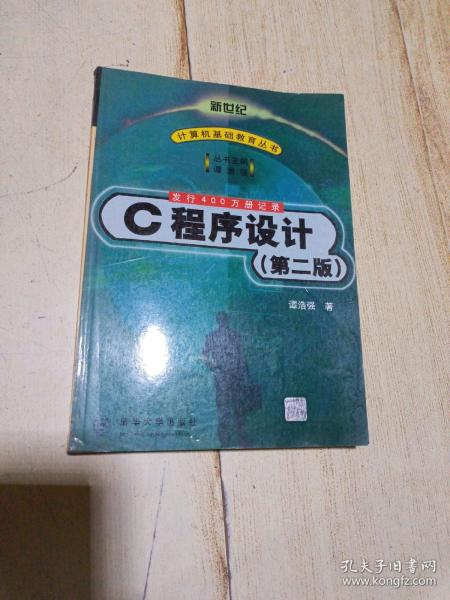 新世纪
计算机基础教育丛书
丛书主编
谭浩强
发行400万册记录
C程序设计
(第二版)
谭浩强 著
清华大学出版社
孔夫子旧书网
www.kongfz.com